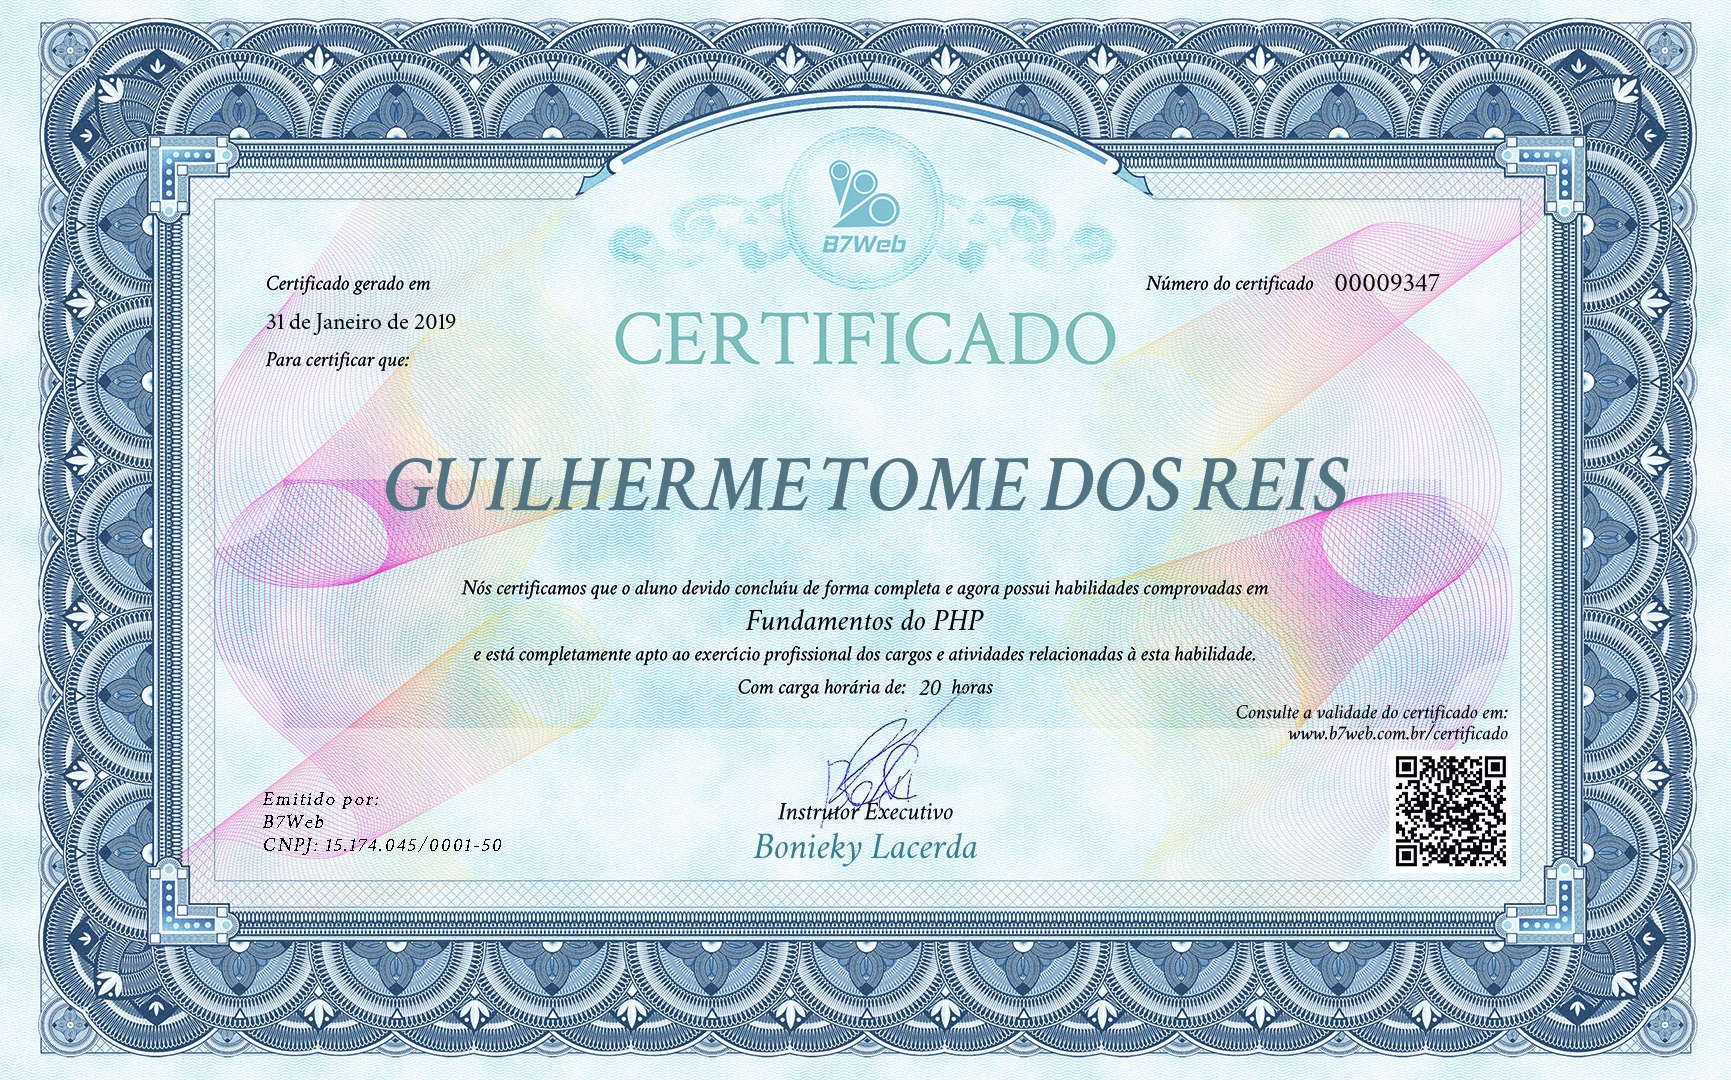 B7Web
Certificado gerado em
31 de Janeiro de 2019
Para certificar que:
Número do certificado 00009347
CERTIFICADO
GUILHERME TOME DOS REIS
Nós certificamos que o aluno devido concluíu de forma completa e agora possui habilidades comprovadas em
Fundamentos do PHP
e está completamente apto ao exercício profissional dos cargos e atividades relacionadas à esta habilidade.
Com carga horária de: 20 horas
Consulte a validade do certificado em:
www.b7web.com.br/certificado
Emitido por:
B7Web
CNPJ: 15.174.045/0001-50
Instrutor Executivo
Bonieky Lacerda